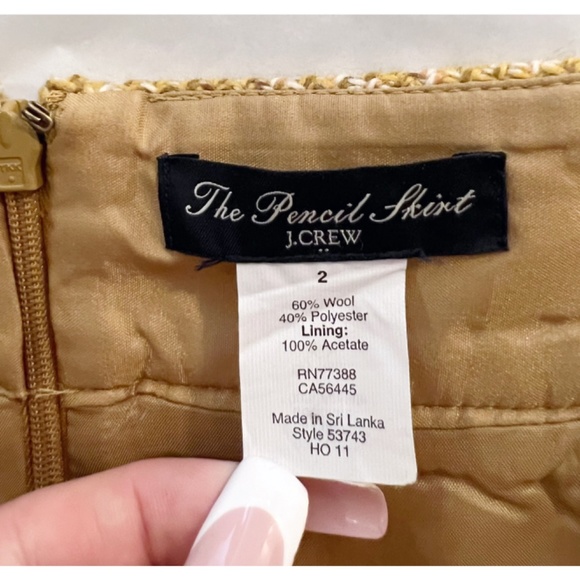 The Pencil Skirt
J.CREW
2
60% Wool
40% Polyester
Lining:
100% Acetate
RN77388
CA56445
Made in Sri Lanka
Style 53743
HO 11